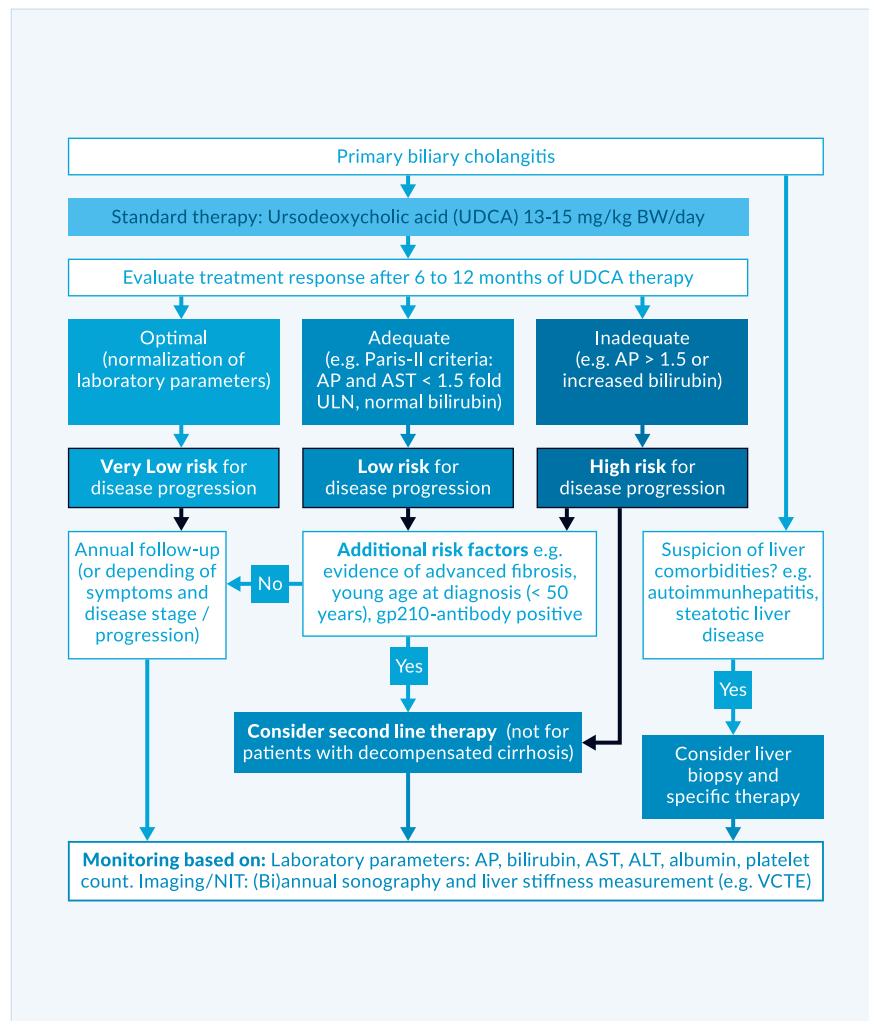 Primary biliary cholangitis
Standard therapy: Ursodeoxycholic acid (UDCA) 13-15 mg/kg BW/day
Evaluate treatment response after 6 to 12 months of UDCA therapy
Optimal
(normalization of
laboratory parameters)
Adequate
(e.g. Paris-II criteria:
AP and AST < 1.5 fold
ULN, normal bilirubin)
Inadequate
(e.g. AP > 1.5 or
increased bilirubin)
Very Low risk for
disease progression
Low risk for
disease progression
High risk for
disease progression
Annual follow-up
(or depending of
symptoms and
disease stage /
progression)
No
Additional risk factors e.g.
evidence of advanced fibrosis,
young age at diagnosis (< 50
years), gp210-antibody positive
Suspicion of liver
comorbidities? e.g.
autoimmunhepatitis,
steatotic liver
disease
Yes
Yes
Consider second line therapy (not for
patients with decompensated cirrhosis)
Consider liver
biopsy and
specific therapy
Monitoring based on: Laboratory parameters: AP, bilirubin, AST, ALT, albumin, platelet
count. Imaging/NIT: (Bi)annual sonography and liver stiffness measurement (e.g. VCTE)